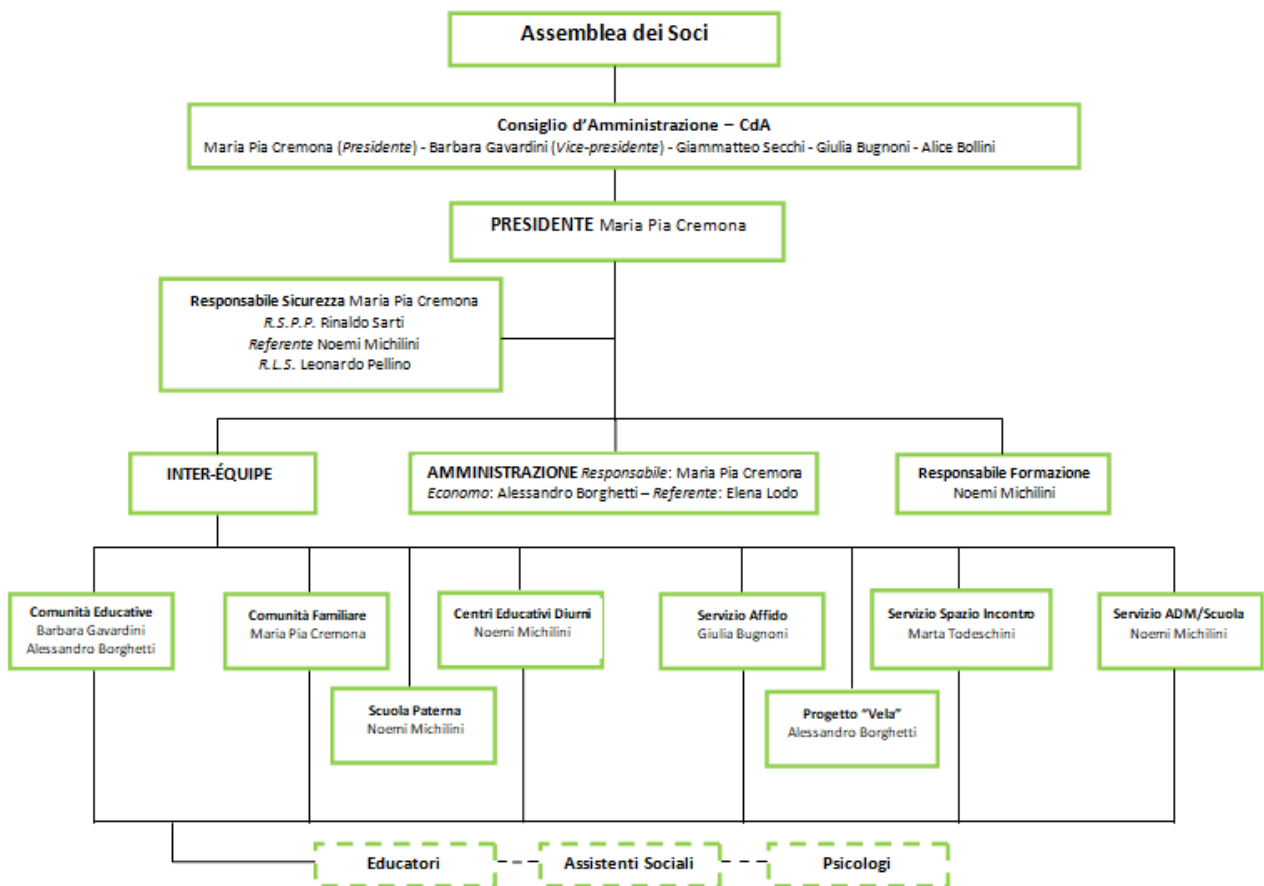 Assemblea dei Soci
Consiglio d'Amministrazione – CdA
Maria Pia Cremona (Presidente) - Barbara Gavardini (Vice-presidente) - Giammatteo Secchi - Giulia Bugnoni - Alice Bollini
PRESIDENTE Maria Pia Cremona
Responsabile Sicurezza Maria Pia Cremona
R.S.P.P. Rinaldo Sarti
Referente Noemi Michilini
R.L.S. Leonardo Pellino
INTER-ÉQUIPE
AMMINISTRAZIONE Responsabile: Maria Pia Cremona
Economo: Alessandro Borghetti – Referente: Elena Lodo
Responsabile Formazione
Noemi Michilini
Comunità Educative
Barbara Gavardini
Alessandro Borghetti
Comunità Familiare
Maria Pia Cremona
Centri Educativi Diurni
Noemi Michilini
Servizio Affido
Giulia Bugnoni
Servizio Spazio Incontro
Marta Todeschini
Servizio ADM/Scuola
Noemi Michilini
Scuola Paterna
Noemi Michilini
Progetto "Vela"
Alessandro Borghetti
Educatori
Assistenti Sociali
Psicologi